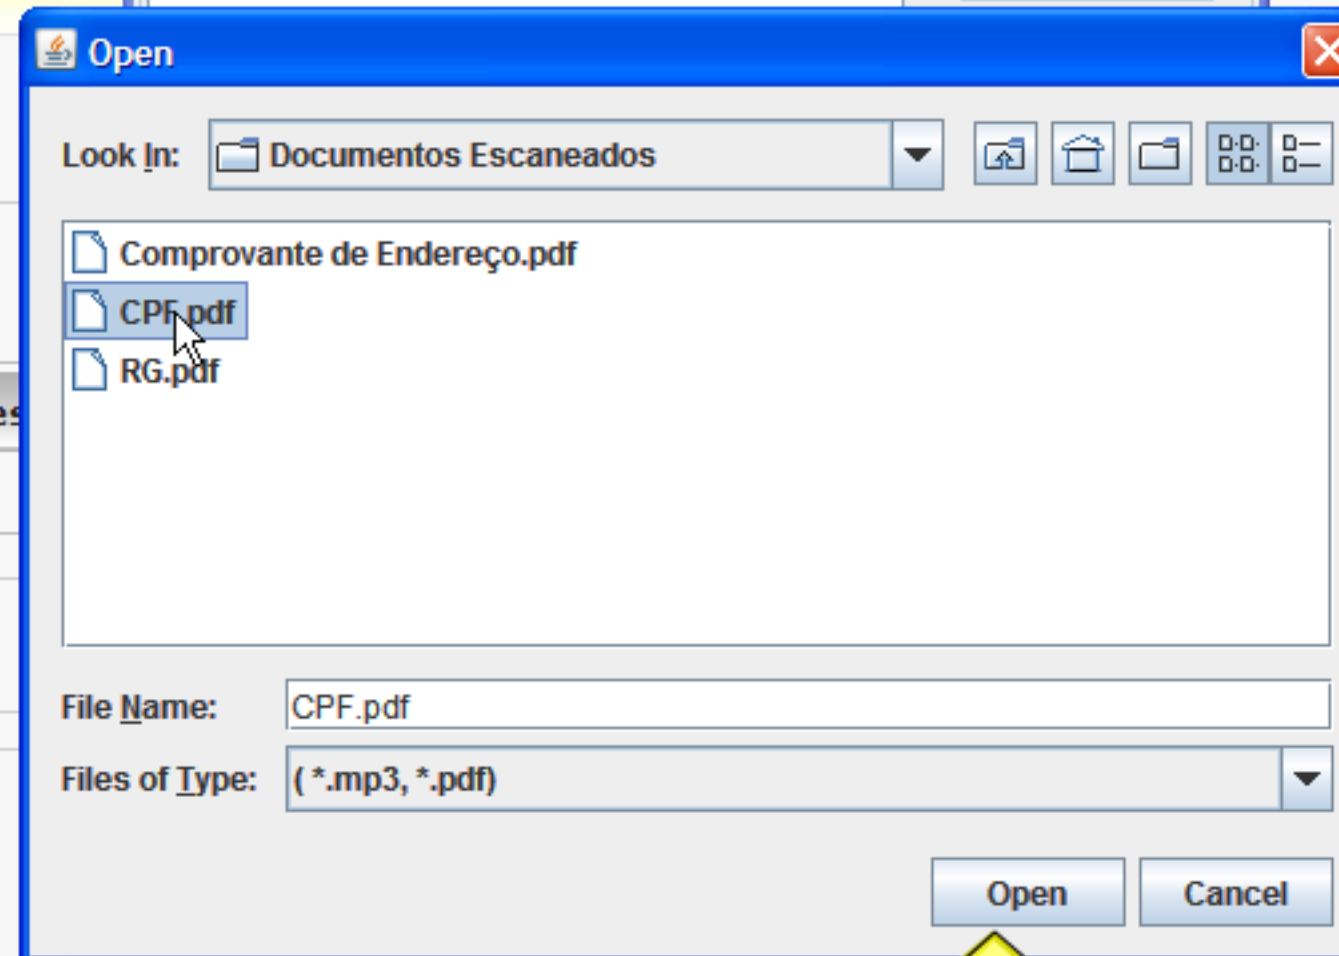 Open
Look In: Documentos Escaneados
Comprovante de Endereço.pdf
CPF.pdf
RG.pdf
es
File Name: CPF.pdf
Files of Type: ( *.mp3, *.pdf)
Open Cancel